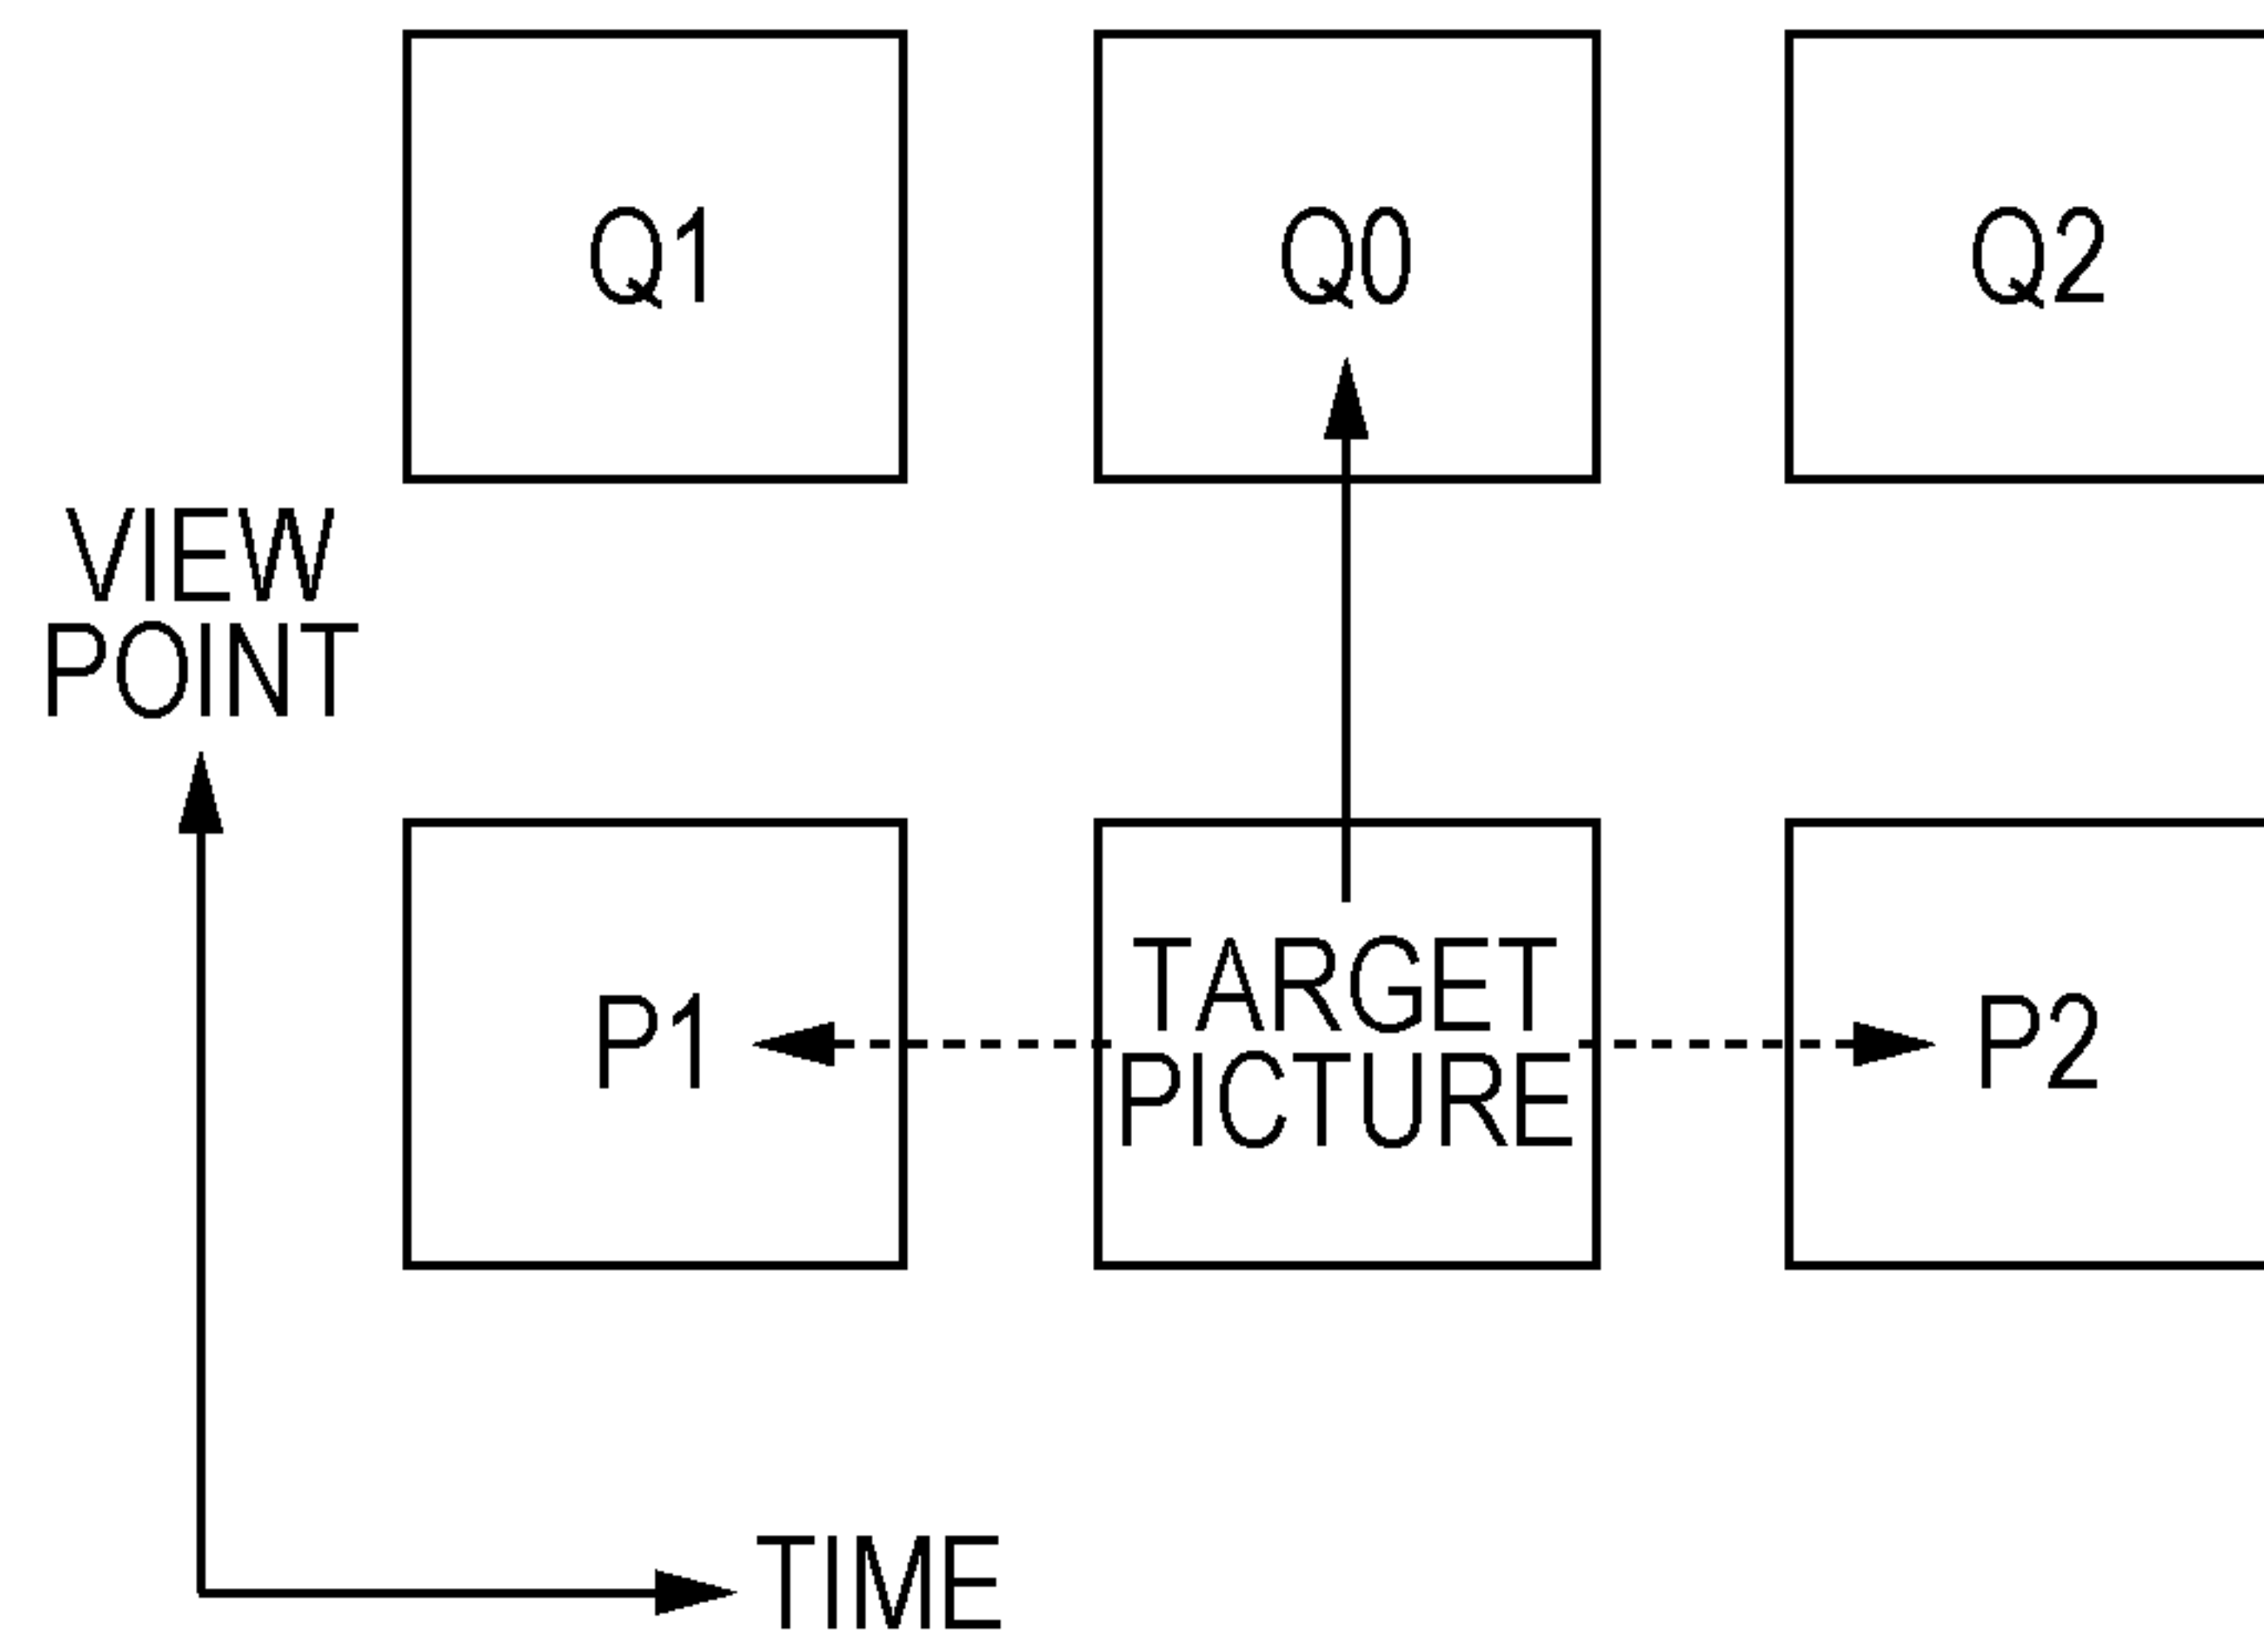 Q1
Q0
Q2
VIEW
POINT
P1
TARGET
PICTURE
P2
TIME